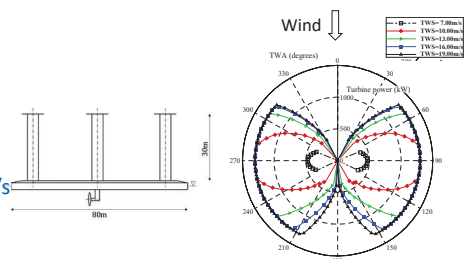 Wind
TWS= 7.00m/s
TWS=10.00m/s
TWS=13.00m/s
TWS=16.00m/s
TWS=19.00m/s
TWA (degrees)
0
330
30
Turbine power (kW)
300
1000
60
500
270
90
240
120
210
150
30m
80m
/s